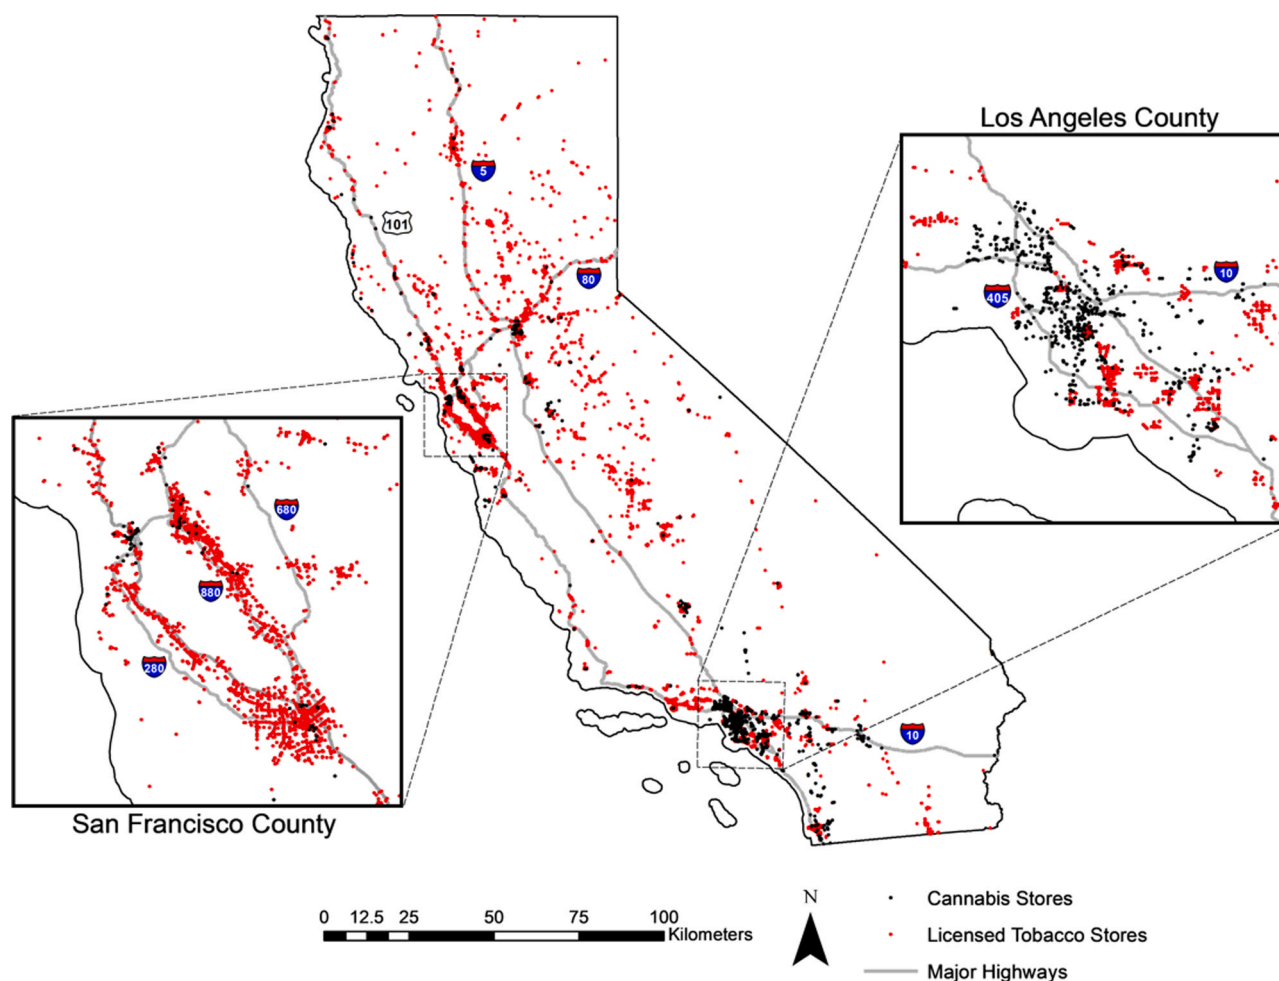 Los Angeles County
5
101
10
80
405
680
880
280
10
San Francisco County
N
0 12.5 25 50 75 100
Kilometers
Cannabis Stores
Licensed Tobacco Stores
Major Highways